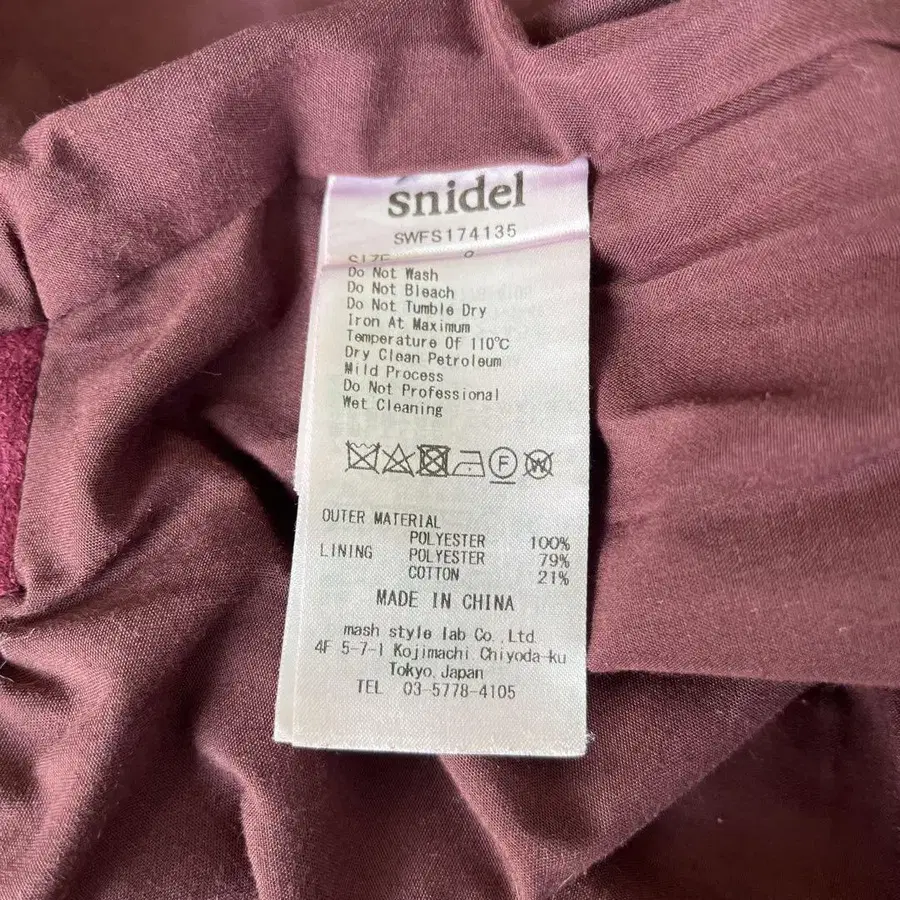 snidel
SWFS174135
SIZE 0
Do Not Wash
Do Not Bleach
Do Not Tumble Dry
Iron At Maximum
Temperature Of 110℃
Dry Clean Petroleum
Mild Process
Do Not Professional
Wet Cleaning
F W
OUTER MATERIAL
POLYESTER 100%
LINING POLYESTER 79%
COTTON 21%
MADE IN CHINA
mash style lab Co.,Ltd.
4F 5-7-1 Kojimachi Chiyoda-ku
Tokyo,Japan
TEL 03-5778-4105